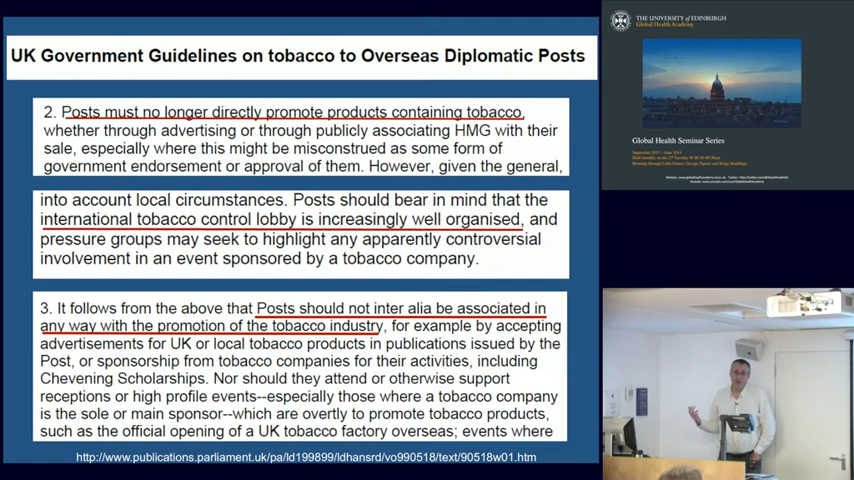 UK Government Guidelines on tobacco to Overseas Diplomatic Posts
2. Posts must no longer directly promote products containing tobacco,
whether through advertising or through publicly associating HMG with their
sale, especially where this might be misconstrued as some form of
government endorsement or approval of them. However, given the general,
into account local circumstances. Posts should bear in mind that the
international tobacco control lobby is increasingly well organised, and
pressure groups may seek to highlight any apparently controversial
involvement in an event sponsored by a tobacco company.
3. It follows from the above that Posts should not inter alia be associated in
any way with the promotion of the tobacco industry, for example by accepting
advertisements for UK or local tobacco products in publications issued by the
Post, or sponsorship from tobacco companies for their activities, including
Chevening Scholarships. Nor should they attend or otherwise support
receptions or high profile events--especially those where a tobacco company
is the sole or main sponsor--which are overtly to promote tobacco products,
such as the official opening of a UK tobacco factory overseas; events where
http://www.publications.parliament.uk/pa/ld199899/ldhansrd/vo990518/text/90518w01.htm
THE UNIVERSITY of EDINBURGH
Global Health Academy
Global Health Seminar Series